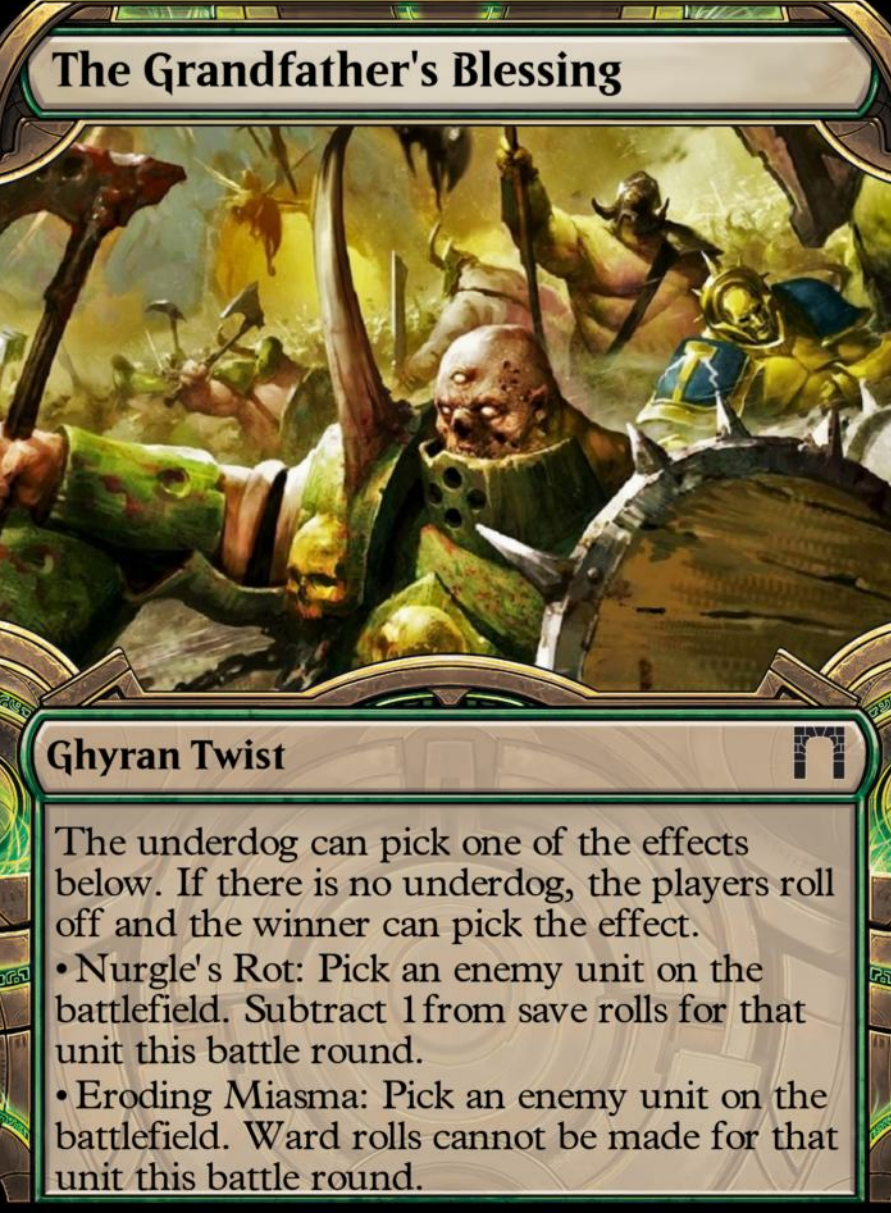 The Grandfather's Blessing
Ghyran Twist
The underdog can pick one of the effects
below. If there is no underdog, the players roll
off and the winner can pick the effect.
• Nurgle's Rot: Pick an enemy unit on the
battlefield. Subtract 1 from save rolls for that
unit this battle round.
• Eroding Miasma: Pick an enemy unit on the
battlefield. Ward rolls cannot be made for that
unit this battle round.